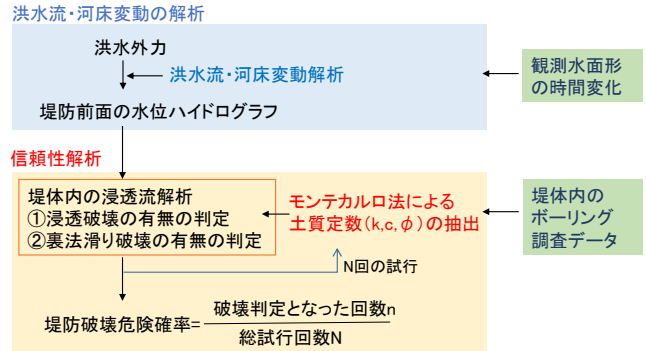 洪水流・河床変動の解析
洪水外力
洪水流・河床変動解析
堤防前面の水位ハイドログラフ
観測水面形
の時間変化
信頼性解析
堤体内の浸透流解析
①浸透破壊の有無の判定
②裏法滑り破壊の有無の判定
モンテカルロ法による
土質定数(k,c,φ)の抽出
堤体内の
ボーリング
調査データ
N回の試行
堤防破壊危険確率=
破壊判定となった回数n
総試行回数N